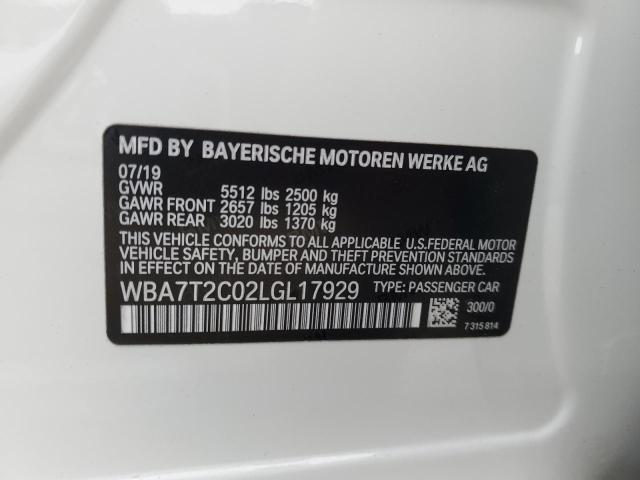 MFD BY BAYERISCHE MOTOREN WERKE AG
07/19
GVWR 5512 lbs 2500 kg
GAWR FRONT 2657 lbs 1205 kg
GAWR REAR 3020 lbs 1370 kg
THIS VEHICLE CONFORMS TO ALL APPLICABLE U.S.FEDERAL MOTOR
VEHICLE SAFETY, BUMPER AND THEFT PREVENTION STANDARDS
IN EFFECT ON THE DATE OF MANUFACTURE SHOWN ABOVE.
WBA7T2C02LGL17929 TYPE: PASSENGER CAR
300/0
7 315 814